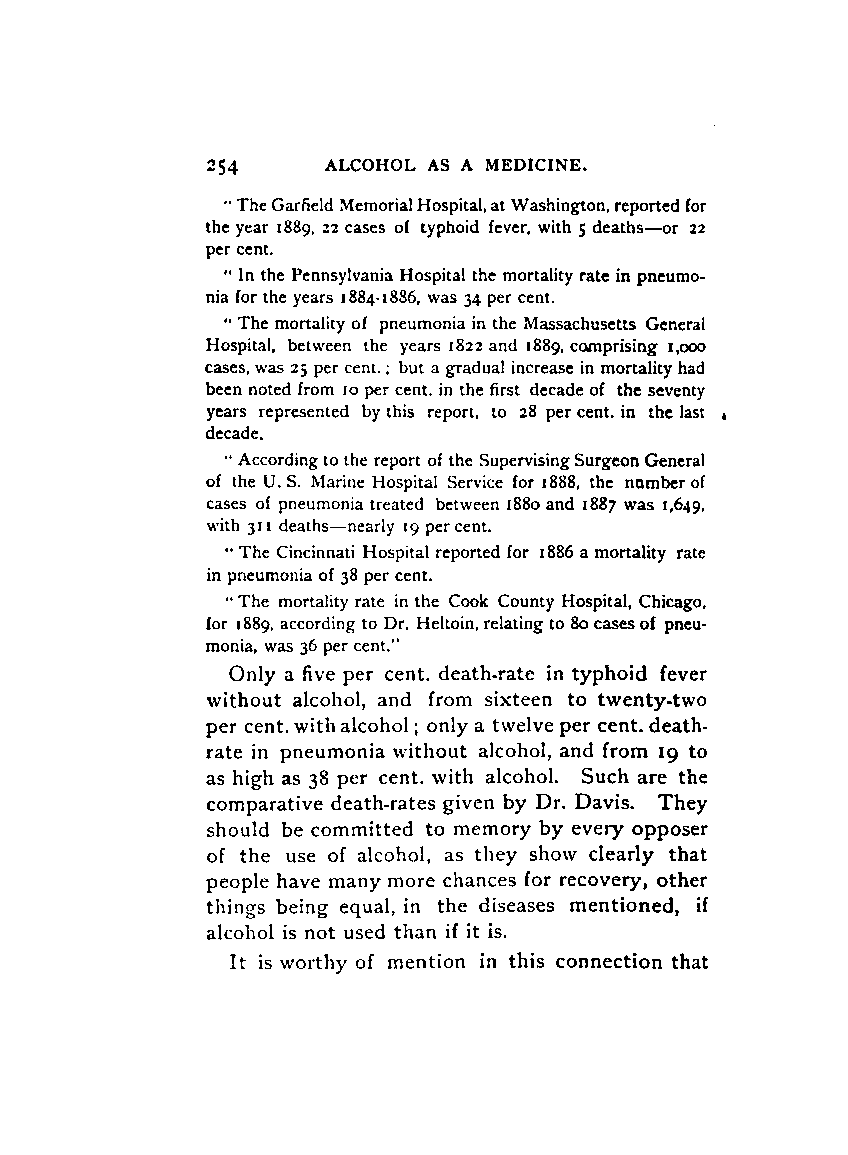 254 ALCOHOL AS A MEDICINE.
" The Garfield Memorial Hospital, at Washington, reported for
the year 1889, 22 cases of typhoid fever, with 5 deaths—or 22
per cent.
" In the Pennsylvania Hospital the mortality rate in pneumo-
nia for the years 1884-1886, was 34 per cent.
" The mortality of pneumonia in the Massachusetts General
Hospital, between the years 1822 and 1889, comprising 1,000
cases, was 25 per cent.; but a gradual increase in mortality had
been noted from 10 per cent. in the first decade of the seventy
years represented by this report, to 28 per cent. in the last
decade.
" According to the report of the Supervising Surgeon General
of the U. S. Marine Hospital Service for 1888, the number of
cases of pneumonia treated between 1880 and 1887 was 1,649,
with 311 deaths—nearly 19 per cent.
" The Cincinnati Hospital reported for 1886 a mortality rate
in pneumonia of 38 per cent.
" The mortality rate in the Cook County Hospital, Chicago,
for 1889, according to Dr. Heltoin, relating to 80 cases of pneu-
monia, was 36 per cent."
Only a five per cent. death-rate in typhoid fever
without alcohol, and from sixteen to twenty-two
per cent. with alcohol; only a twelve per cent. death-
rate in pneumonia without alcohol, and from 19 to
as high as 38 per cent. with alcohol. Such are the
comparative death-rates given by Dr. Davis. They
should be committed to memory by every opposer
of the use of alcohol, as they show clearly that
people have many more chances for recovery, other
things being equal, in the diseases mentioned, if
alcohol is not used than if it is.
It is worthy of mention in this connection that